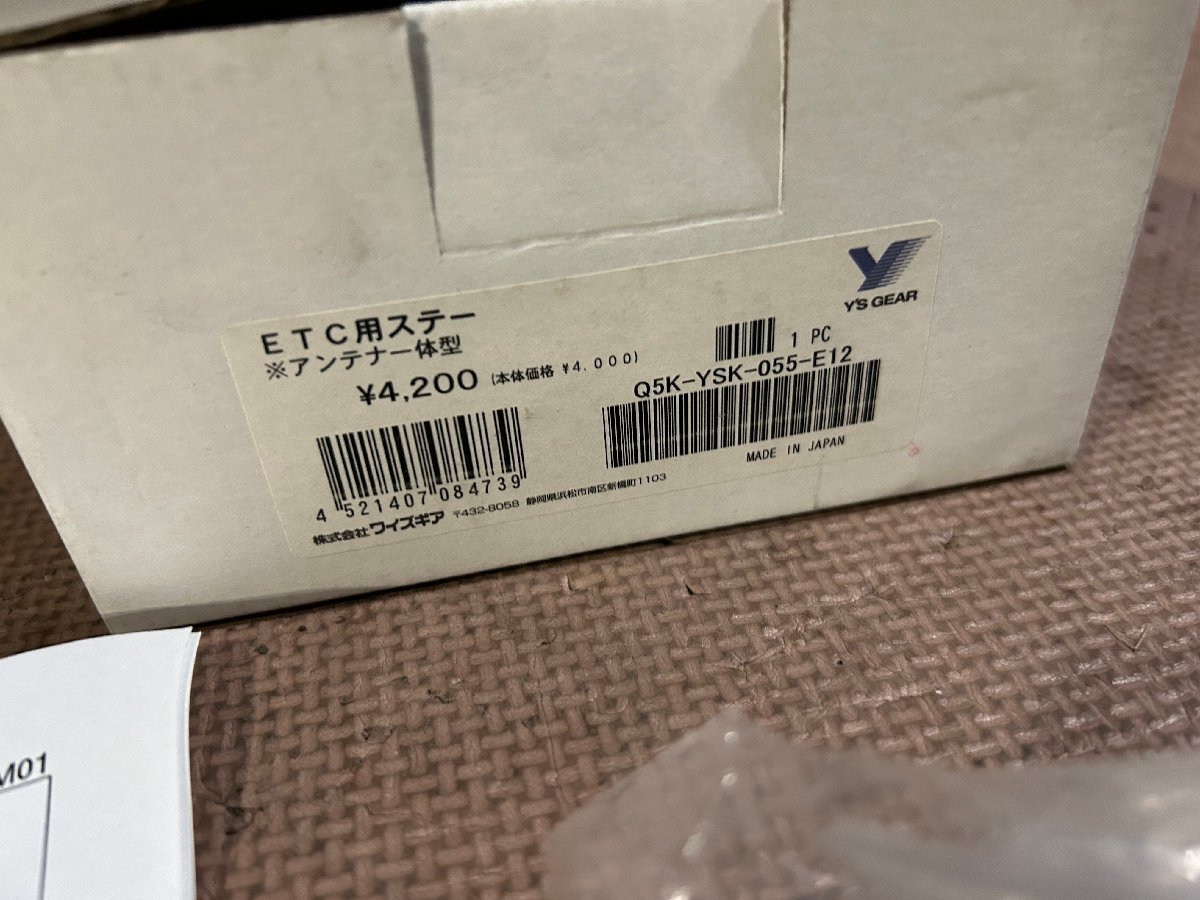 ETC用ステー
※アンテナ一体型
¥4,200 (本体価格 ¥4,000)
Y'S GEAR
1 PC
Q5K-YSK-055-E12
MADE IN JAPAN
4 521407 084739
株式会社ワイズギア 〒432-8058 静岡県浜松市南区新橋町1103
M01